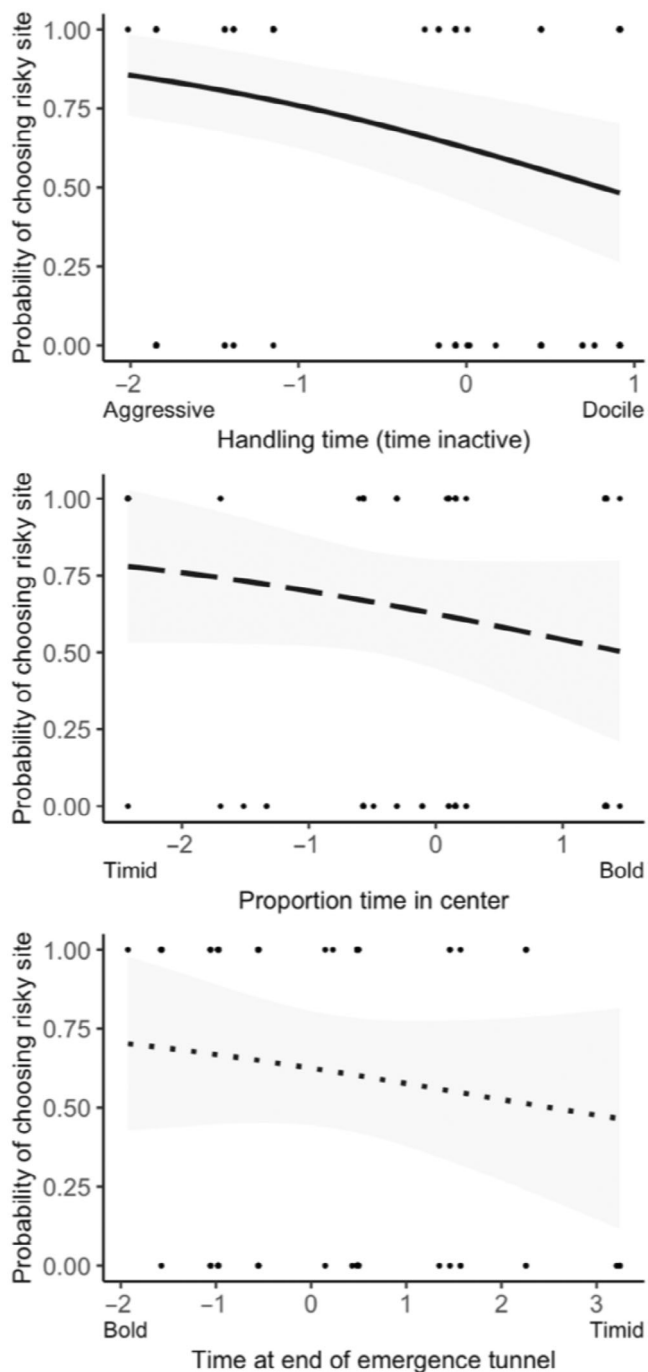 Probability of choosing risky site
1.00
0.75
0.50
0.25
0.00
−2 −1 0 1
Aggressive Docile
Handling time (time inactive)
Probability of choosing risky site
1.00
0.75
0.50
0.25
0.00
−2 −1 0 1
Timid Bold
Proportion time in center
Probability of choosing risky site
1.00
0.75
0.50
0.25
0.00
−2 −1 0 1 2 3
Bold Timid
Time at end of emergence tunnel